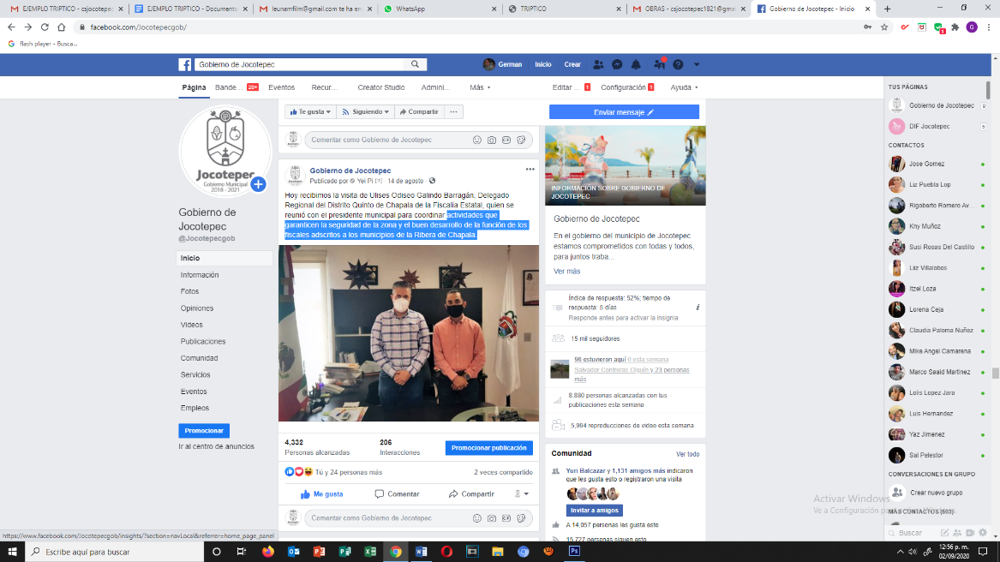 EJEMPLO TRIPTICO - csjocotepec
EJEMPLO TRIPTICO - Documento
leunamfilm@gmail.com te ha en
WhatsApp
TRIPTICO
OBRAS - csjocotepec1821@gma
Gobierno de Jocotepec - Inicio
facebook.com/Jocotepecgob/
flash player - Busca...
Gobierno de Jocotepec
German
Inicio
Crear
Página
Bande...
20+
Eventos
Recur...
Creator Studio
Admini...
Más
Editar ...
1
Configuración
1
Ayuda
Te gusta
Siguiendo
Compartir
Enviar mensaje
Comentar como Gobierno de Jocotepec
Jocotepec
Gobierno Municipal
2018 - 2021
Gobierno de
Jocotepec
@Jocotepecgob
Inicio
Información
Fotos
Opiniones
Videos
Publicaciones
Comunidad
Servicios
Eventos
Empleos
Promocionar
Ir al centro de anuncios
Gobierno de Jocotepec
Publicado por Yei Pi [?] · 14 de agosto ·
Hoy recibimos la visita de Ulises Odiseo Galindo Barragán, Delegado
Regional del Distrito Quinto de Chapala de la Fiscalía Estatal, quien se
reunió con el presidente municipal para coordinar actividades que
garanticen la seguridad de la zona y el buen desarrollo de la función de los
fiscales adscritos a los municipios de la Ribera de Chapala.
4,332
Personas alcanzadas
206
Interacciones
Promocionar publicación
Tú y 24 personas más
2 veces compartido
Me gusta
Comentar
Compartir
Comentar como Gobierno de Jocotepec
INFORMACIÓN SOBRE GOBIERNO DE
JOCOTEPEC
Gobierno de Jocotepec
En el gobierno del municipio de Jocotepec
estamos comprometidos con todas y todos,
para juntos traba...
Ver más
Índice de respuesta: 52%; tiempo de
respuesta: 5 días
Responde antes para activar la insignia
15 mil seguidores
96 estuvieron aquí 0 esta semana
Salvador Contreras Olguín y 23 personas
más
8,880 personas alcanzadas con tus
publicaciones esta semana
5,994 reproducciones de video esta semana
Comunidad
Ver todo
Yuri Balcazar y 1,131 amigos más indicaron
que les gusta esto o registraron una visita
Invitar a amigos
A 14,057 personas les gusta esto
15,727 personas siguen esto
TUS PÁGINAS
Gobierno de Jocotepec
9
DIF Jocotepec
5
CONTACTOS
Jose Gomez
Liz Puebla Lop
Rigoberto Romero Av...
Kny Muñoz
Susi Rosas Del Castillo
Liiz Villalobos
Itzel Loza
Lorena Ceja
Claudia Paloma Nuñez
Mike Angel Camarena
Marco Saaid Martinez
Lolis Lopez Jara
Luis Hernandez
Yaz Jimenez
Sal Pelestor
CONVERSACIONES EN GRUPO
Crear nuevo grupo
MÁS CONTACTOS (603)
Buscar
Activar Windows
Ve a Configuración
https://www.facebook.com/Jocotepecgob/insights/?section=navLocal&referrer=home_page_panel
Escribe aquí para buscar
12:56 p. m.
02/09/2020